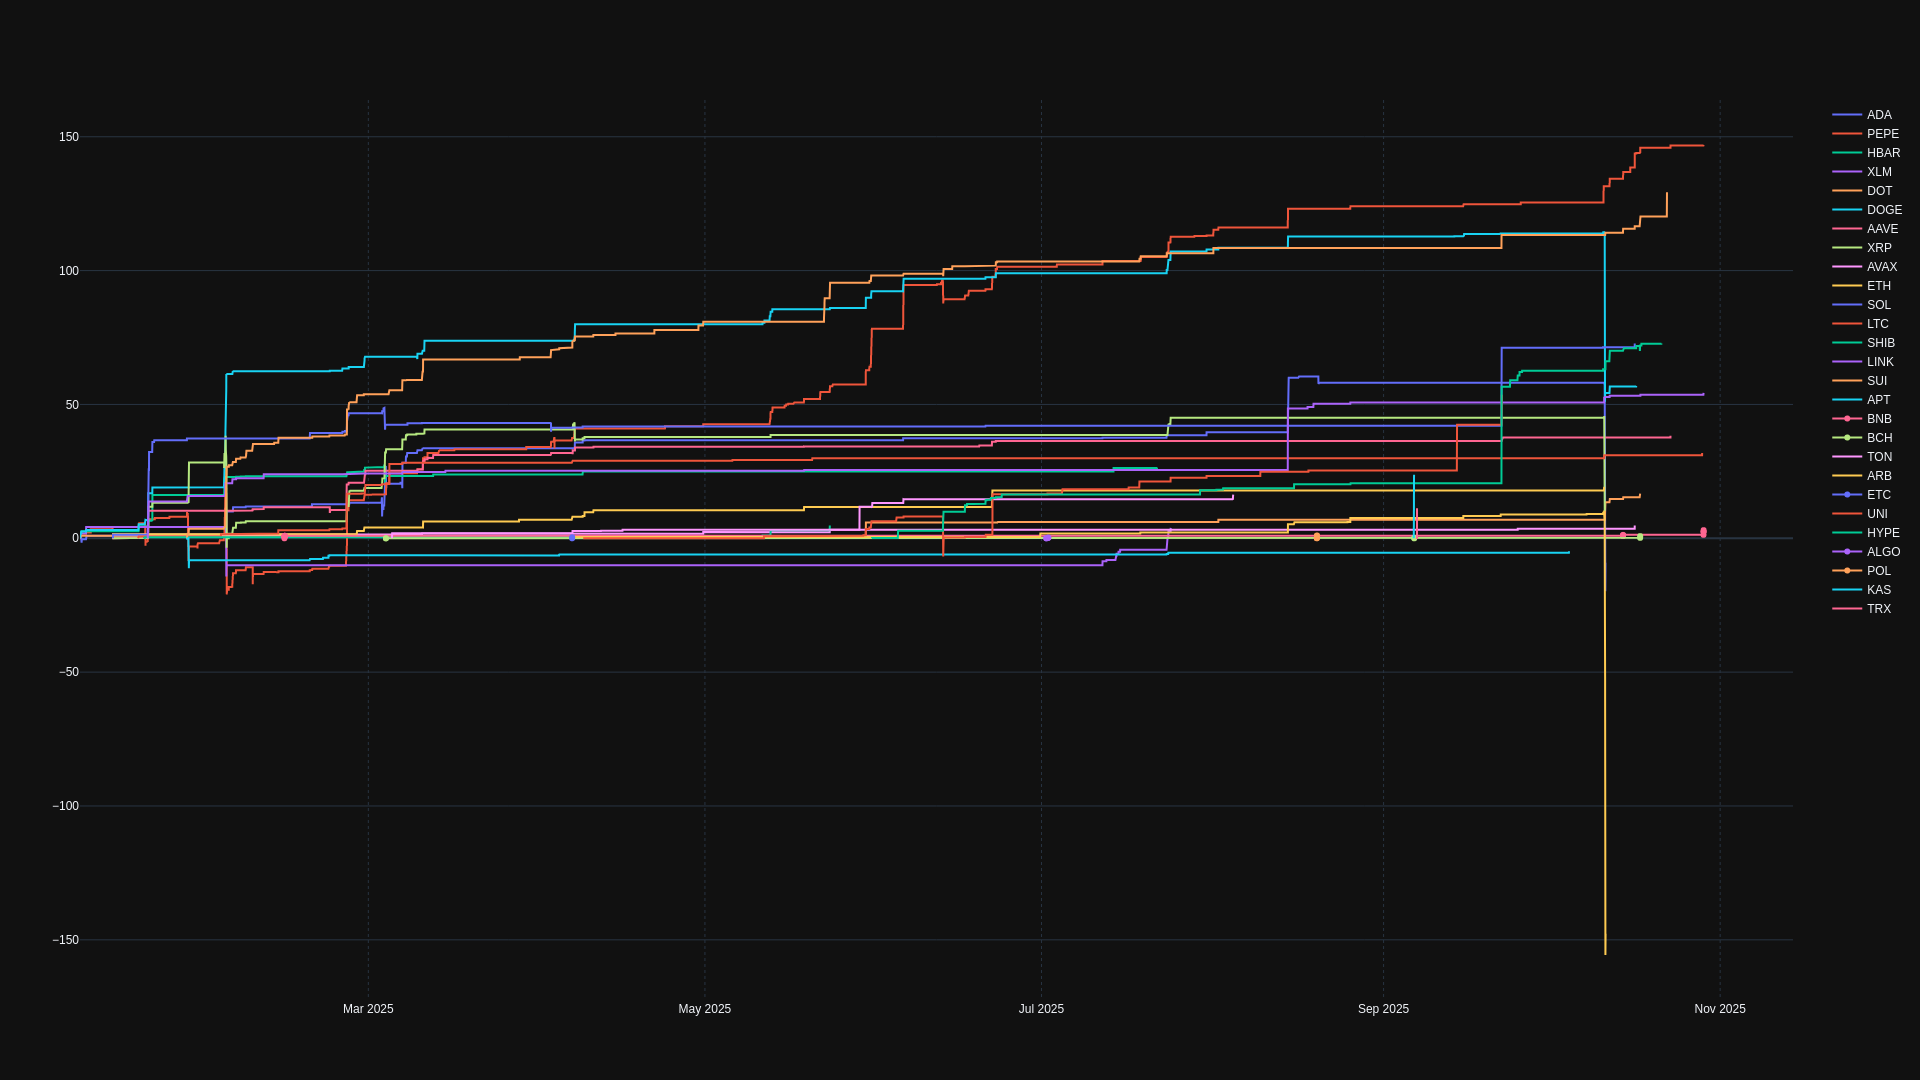 150
100
50
0
−50
−100
−150
Mar 2025
May 2025
Jul 2025
Sep 2025
Nov 2025
ADA
PEPE
HBAR
XLM
DOT
DOGE
AAVE
XRP
AVAX
ETH
SOL
LTC
SHIB
LINK
SUI
APT
BNB
BCH
TON
ARB
ETC
UNI
HYPE
ALGO
POL
KAS
TRX